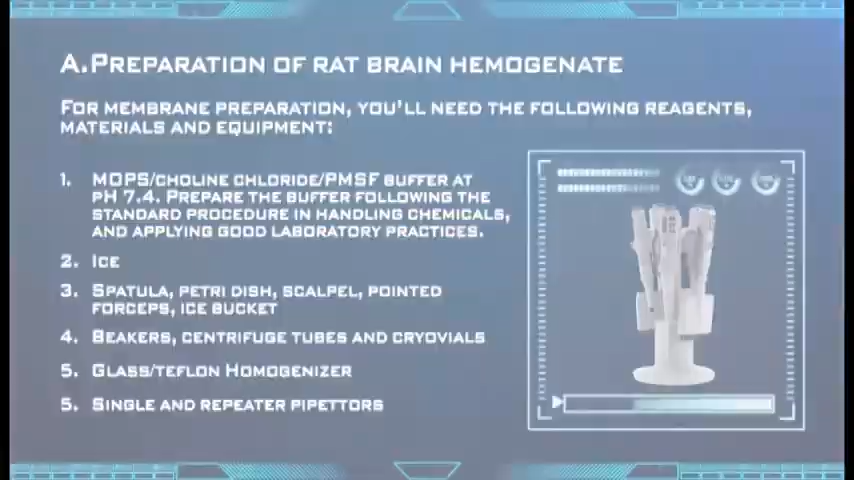 A.Preparation of rat brain hemogenate
For membrane preparation, you'll need the following reagents,
materials and equipment:
1. MOPS/choline chloride/PMSF buffer at
pH 7.4. Prepare the buffer following the
standard procedure in handling chemicals,
and applying good laboratory practices.
2. Ice
3. Spatula, petri dish, scalpel, pointed
forceps, ice bucket
4. Beakers, centrifuge tubes and cryovials
5. Glass/Teflon Homogenizer
5. Single and repeater pipettors